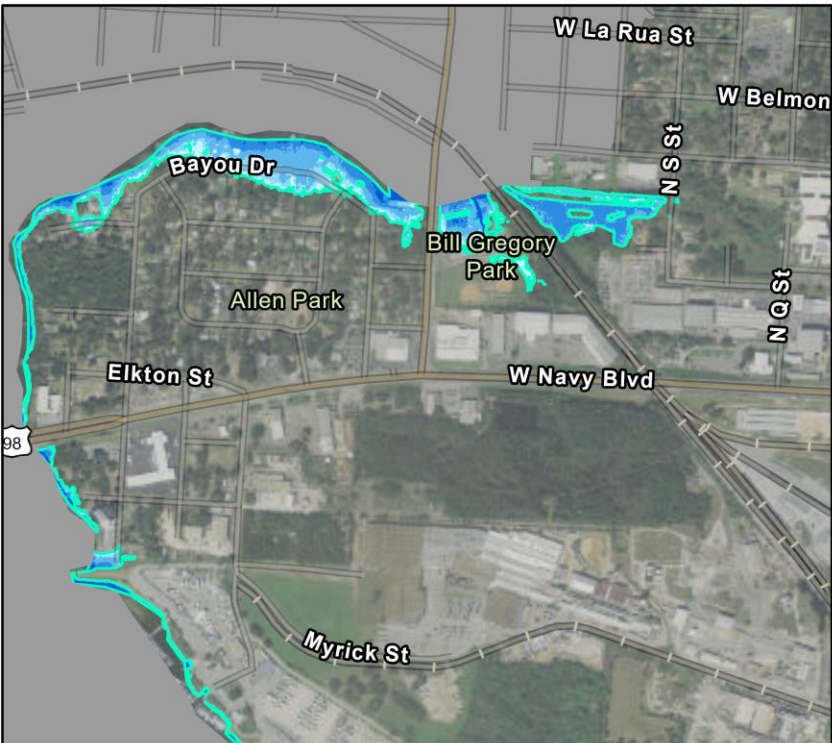 W La Rua St
W Belmon
N S St
Bayou Dr
Bill Gregory
Park
Allen Park
N Q St
Elkton St
W Navy Blvd
98
Myrick St